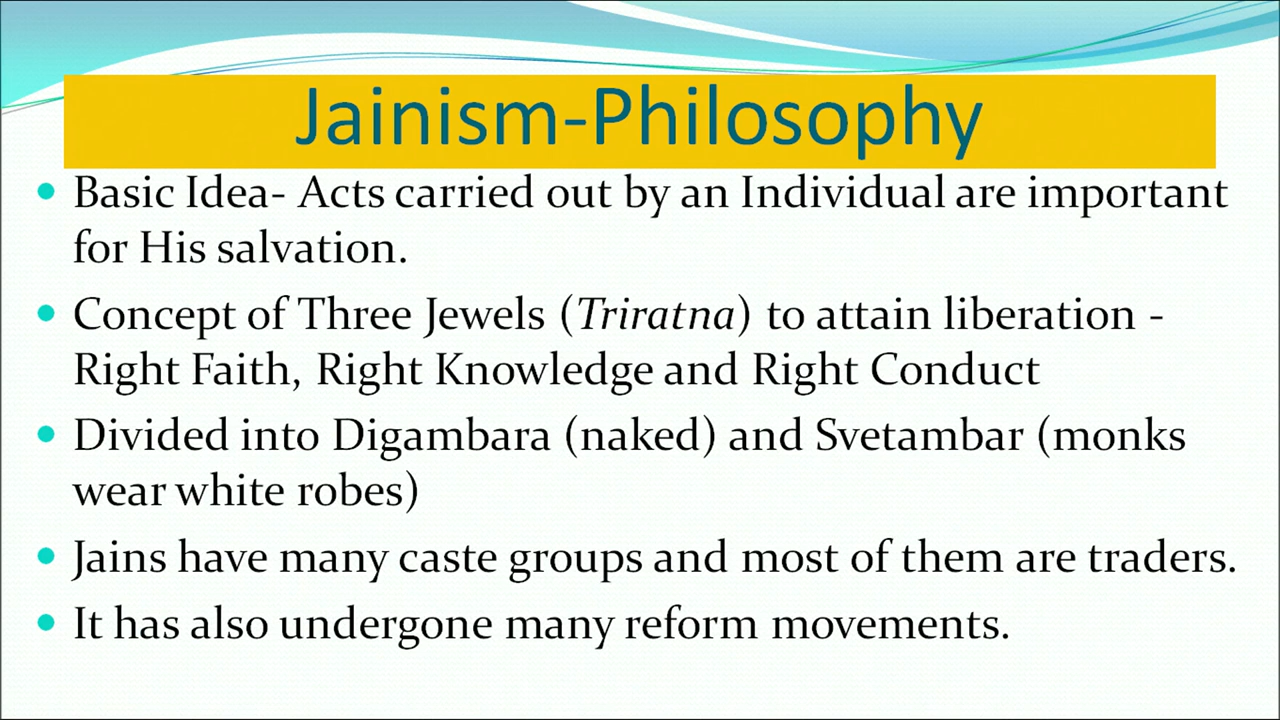 Jainism-Philosophy
• Basic Idea- Acts carried out by an Individual are important
for His salvation.
• Concept of Three Jewels (Triratna) to attain liberation -
Right Faith, Right Knowledge and Right Conduct
• Divided into Digambara (naked) and Svetambar (monks
wear white robes)
• Jains have many caste groups and most of them are traders.
• It has also undergone many reform movements.